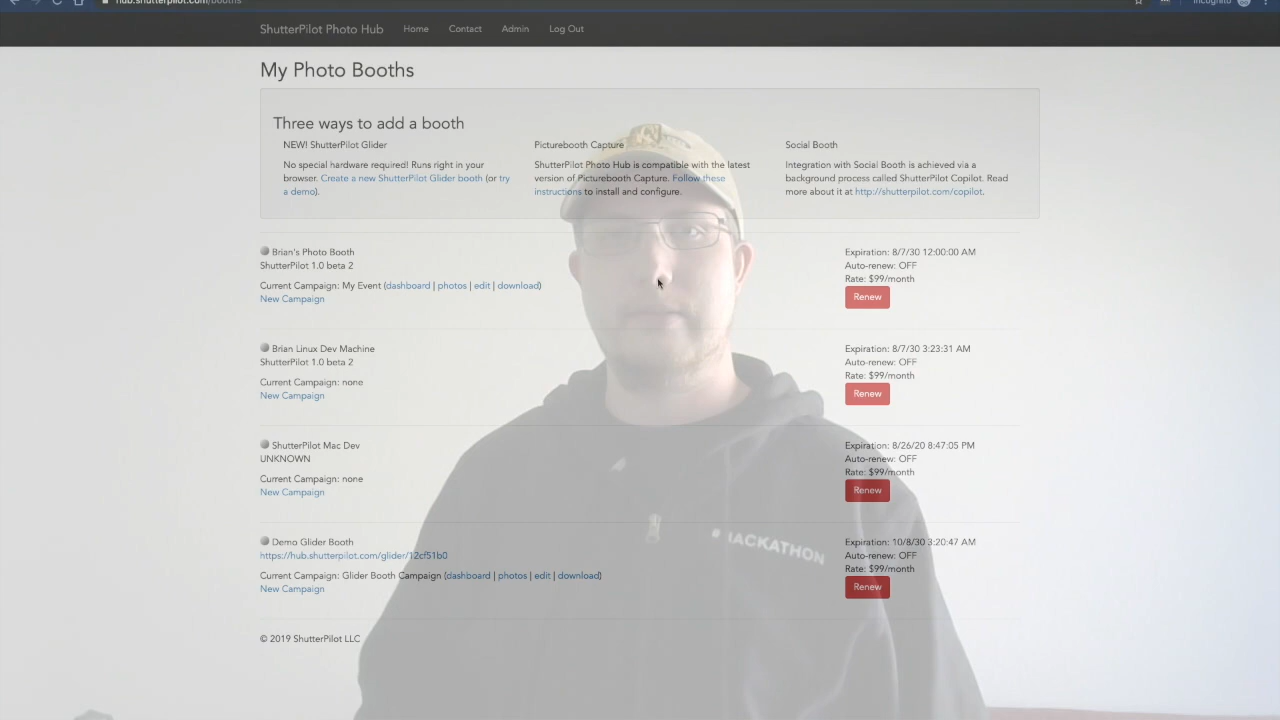 hub.shutterpilot.com/booths
Incognito
ShutterPilot Photo Hub Home Contact Admin Log Out
My Photo Booths
Three ways to add a booth
NEW! ShutterPilot Glider
No special hardware required! Runs right in your
browser. Create a new ShutterPilot Glider booth (or try
a demo).
Picturebooth Capture
ShutterPilot Photo Hub is compatible with the latest
version of Picturebooth Capture. Follow these
instructions to install and configure.
Social Booth
Integration with Social Booth is achieved via a
background process called ShutterPilot Copilot. Read
more about it at http://shutterpilot.com/copilot.
Brian's Photo Booth
ShutterPilot 1.0 beta 2
Current Campaign: My Event (dashboard | photos | edit | download)
New Campaign
Expiration: 8/7/30 12:00:00 AM
Auto-renew: OFF
Rate: $99/month
Renew
Brian Linux Dev Machine
ShutterPilot 1.0 beta 2
Current Campaign: none
New Campaign
Expiration: 8/7/30 3:23:31 AM
Auto-renew: OFF
Rate: $99/month
Renew
ShutterPilot Mac Dev
UNKNOWN
Current Campaign: none
New Campaign
Expiration: 8/26/20 8:47:05 PM
Auto-renew: OFF
Rate: $99/month
Renew
Demo Glider Booth
https://hub.shutterpilot.com/glider/12cf51b0
Current Campaign: Glider Booth Campaign (dashboard | photos | edit | download)
New Campaign
Expiration: 10/8/30 3:20:47 AM
Auto-renew: OFF
Rate: $99/month
Renew
HACKATHON
© 2019 ShutterPilot LLC